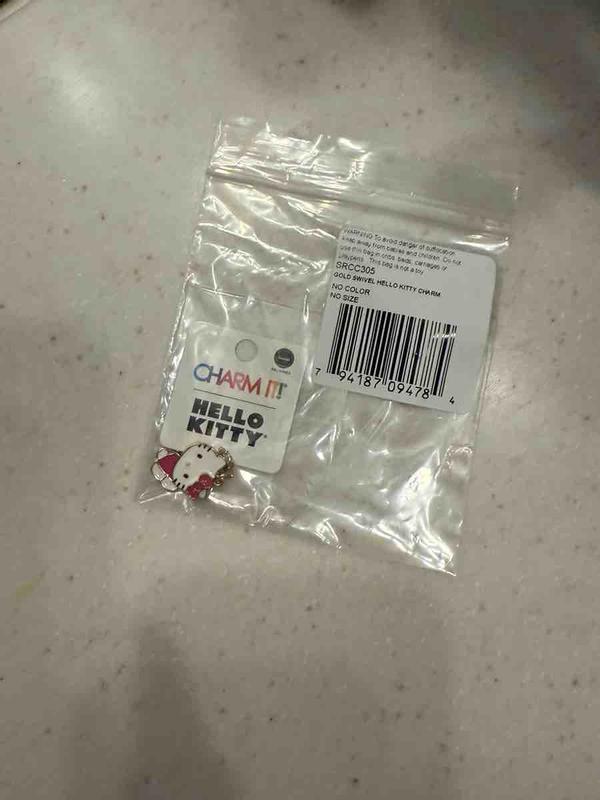 WARNING To avoid danger of suffocation
keep away from babies and children. Do not
use this bag in cribs, beds, carriages or
playpens. This bag is not a toy
SRCC305
GOLD SWIVEL HELLO KITTY CHARM
NO COLOR
NO SIZE
7 94187 09478 4
CHARM IT!
HELLO
KITTY